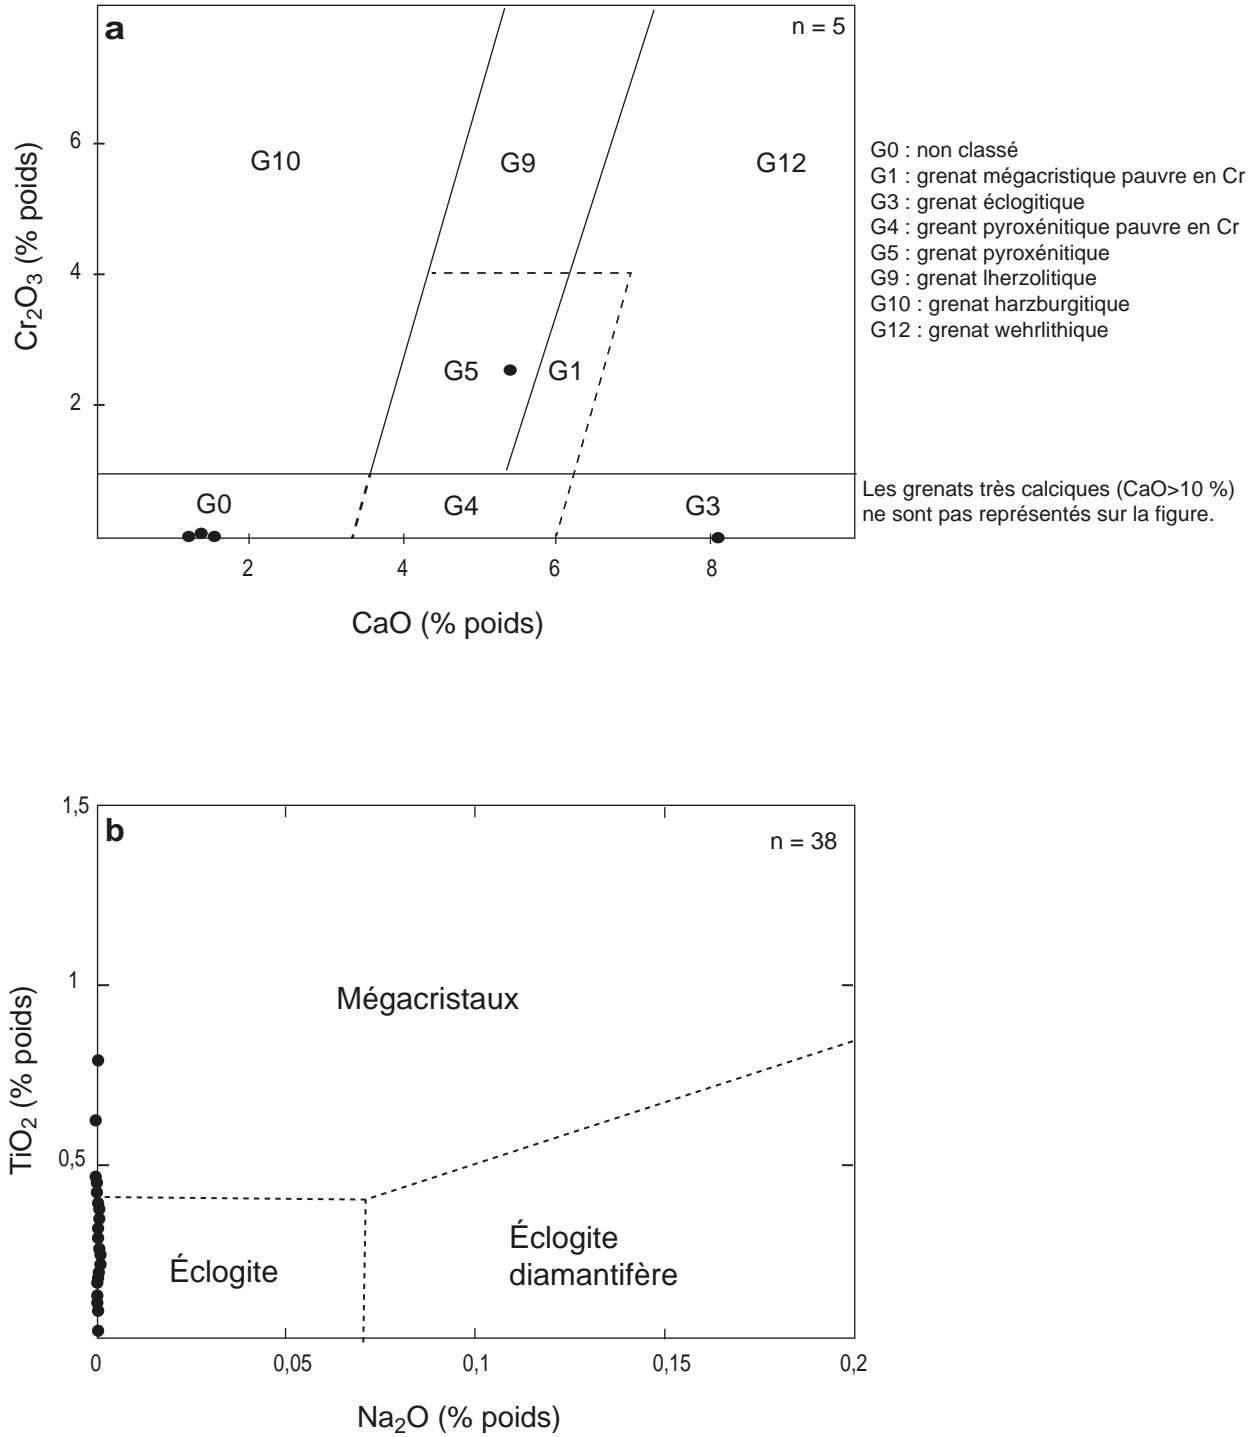 a
n = 5
6
4
2
Cr2O3 (% poids)
G10
G9
G12
G5
G1
G0
G4
G3
2
4
6
8
CaO (% poids)
G0 : non classé
G1 : grenat mégacristique pauvre en Cr
G3 : grenat éclogitique
G4 : greant pyroxénitique pauvre en Cr
G5 : grenat pyroxénitique
G9 : grenat lherzolitique
G10 : grenat harzburgitique
G12 : grenat wehrlithique
Les grenats très calciques (CaO>10 %)
ne sont pas représentés sur la figure.
b
n = 38
1,5
1
0,5
TiO2 (% poids)
Mégacristaux
Éclogite
Éclogite
diamantifère
0
0,05
0,1
0,15
0,2
Na2O (% poids)